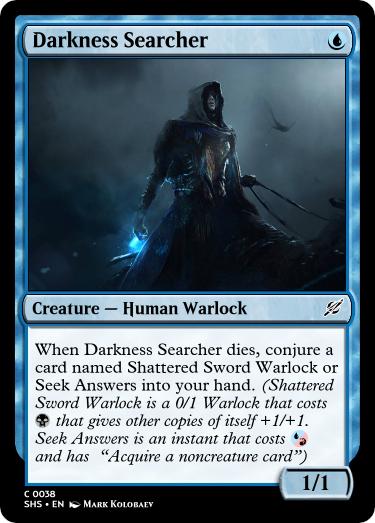 Darkness Searcher
Creature — Human Warlock
When Darkness Searcher dies, conjure a
card named Shattered Sword Warlock or
Seek Answers into your hand. (Shattered
Sword Warlock is a 0/1 Warlock that costs
that gives other copies of itself +1/+1.
Seek Answers is an instant that costs
and has “Acquire a noncreature card”)
1/1
C 0038
SHS • EN Mark Kolobaev